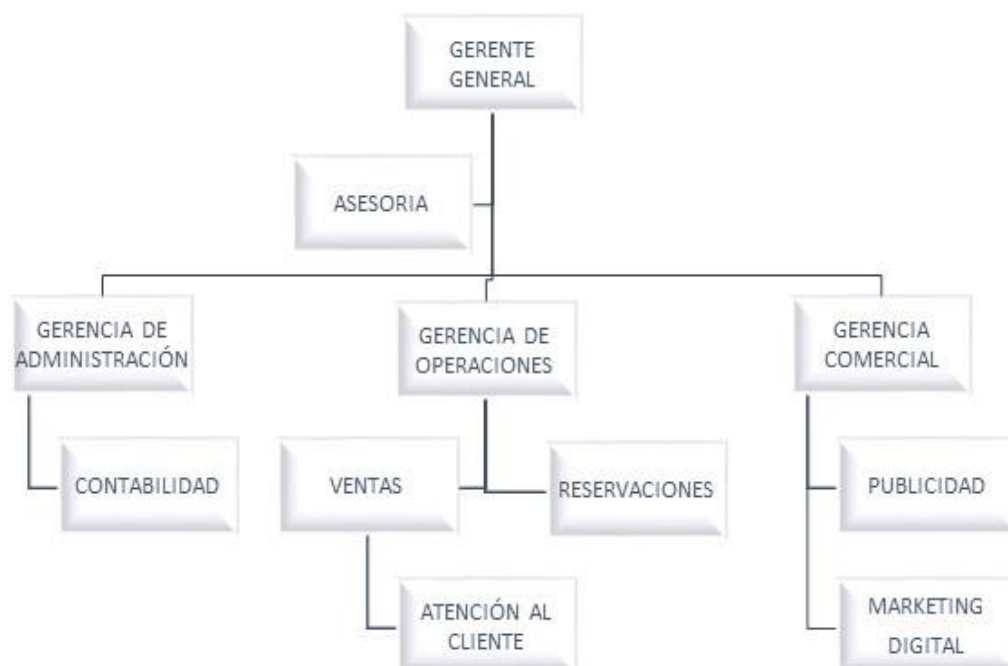 GERENTE
GENERAL
ASESORIA
GERENCIA DE
ADMINISTRACIÓN
GERENCIA DE
OPERACIONES
GERENCIA
COMERCIAL
CONTABILIDAD
VENTAS
RESERVACIONES
PUBLICIDAD
ATENCIÓN AL
CLIENTE
MARKETING
DIGITAL